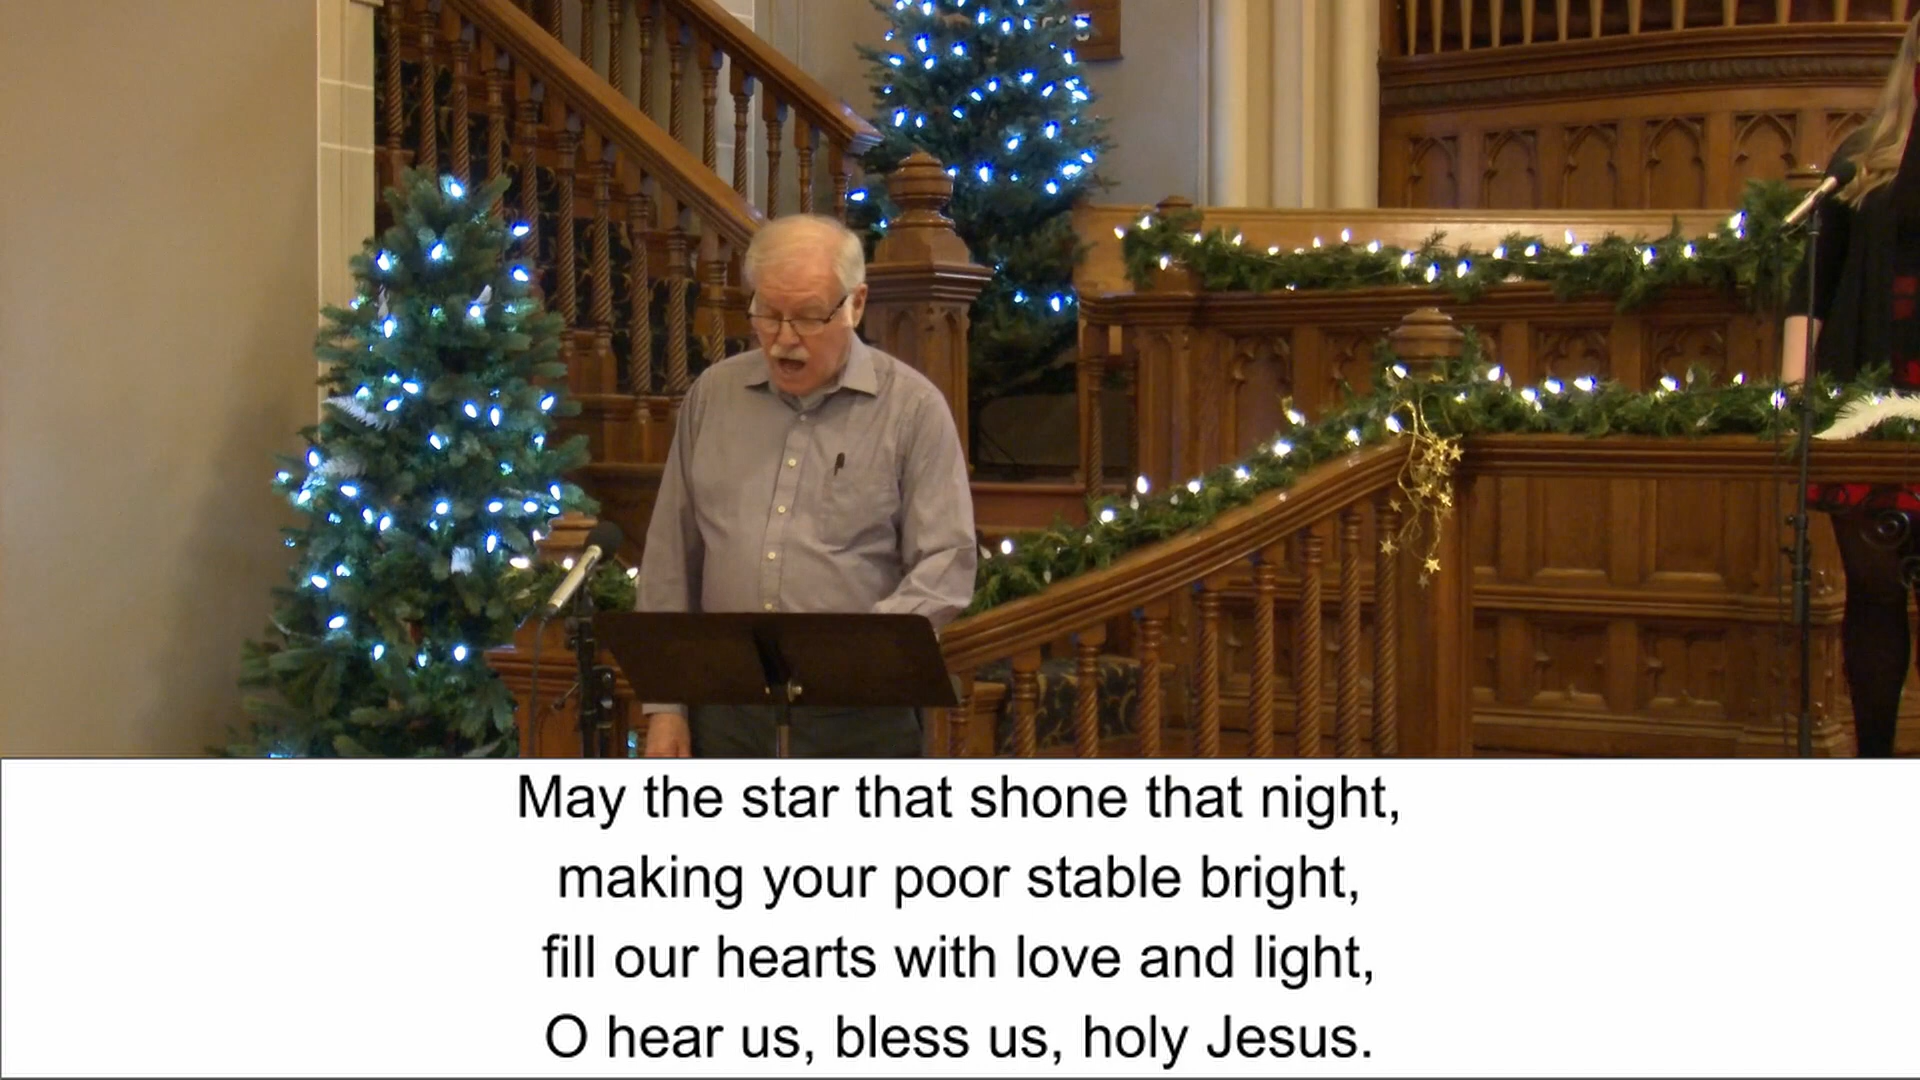 May the star that shone that night,
making your poor stable bright,
fill our hearts with love and light,
O hear us, bless us, holy Jesus.